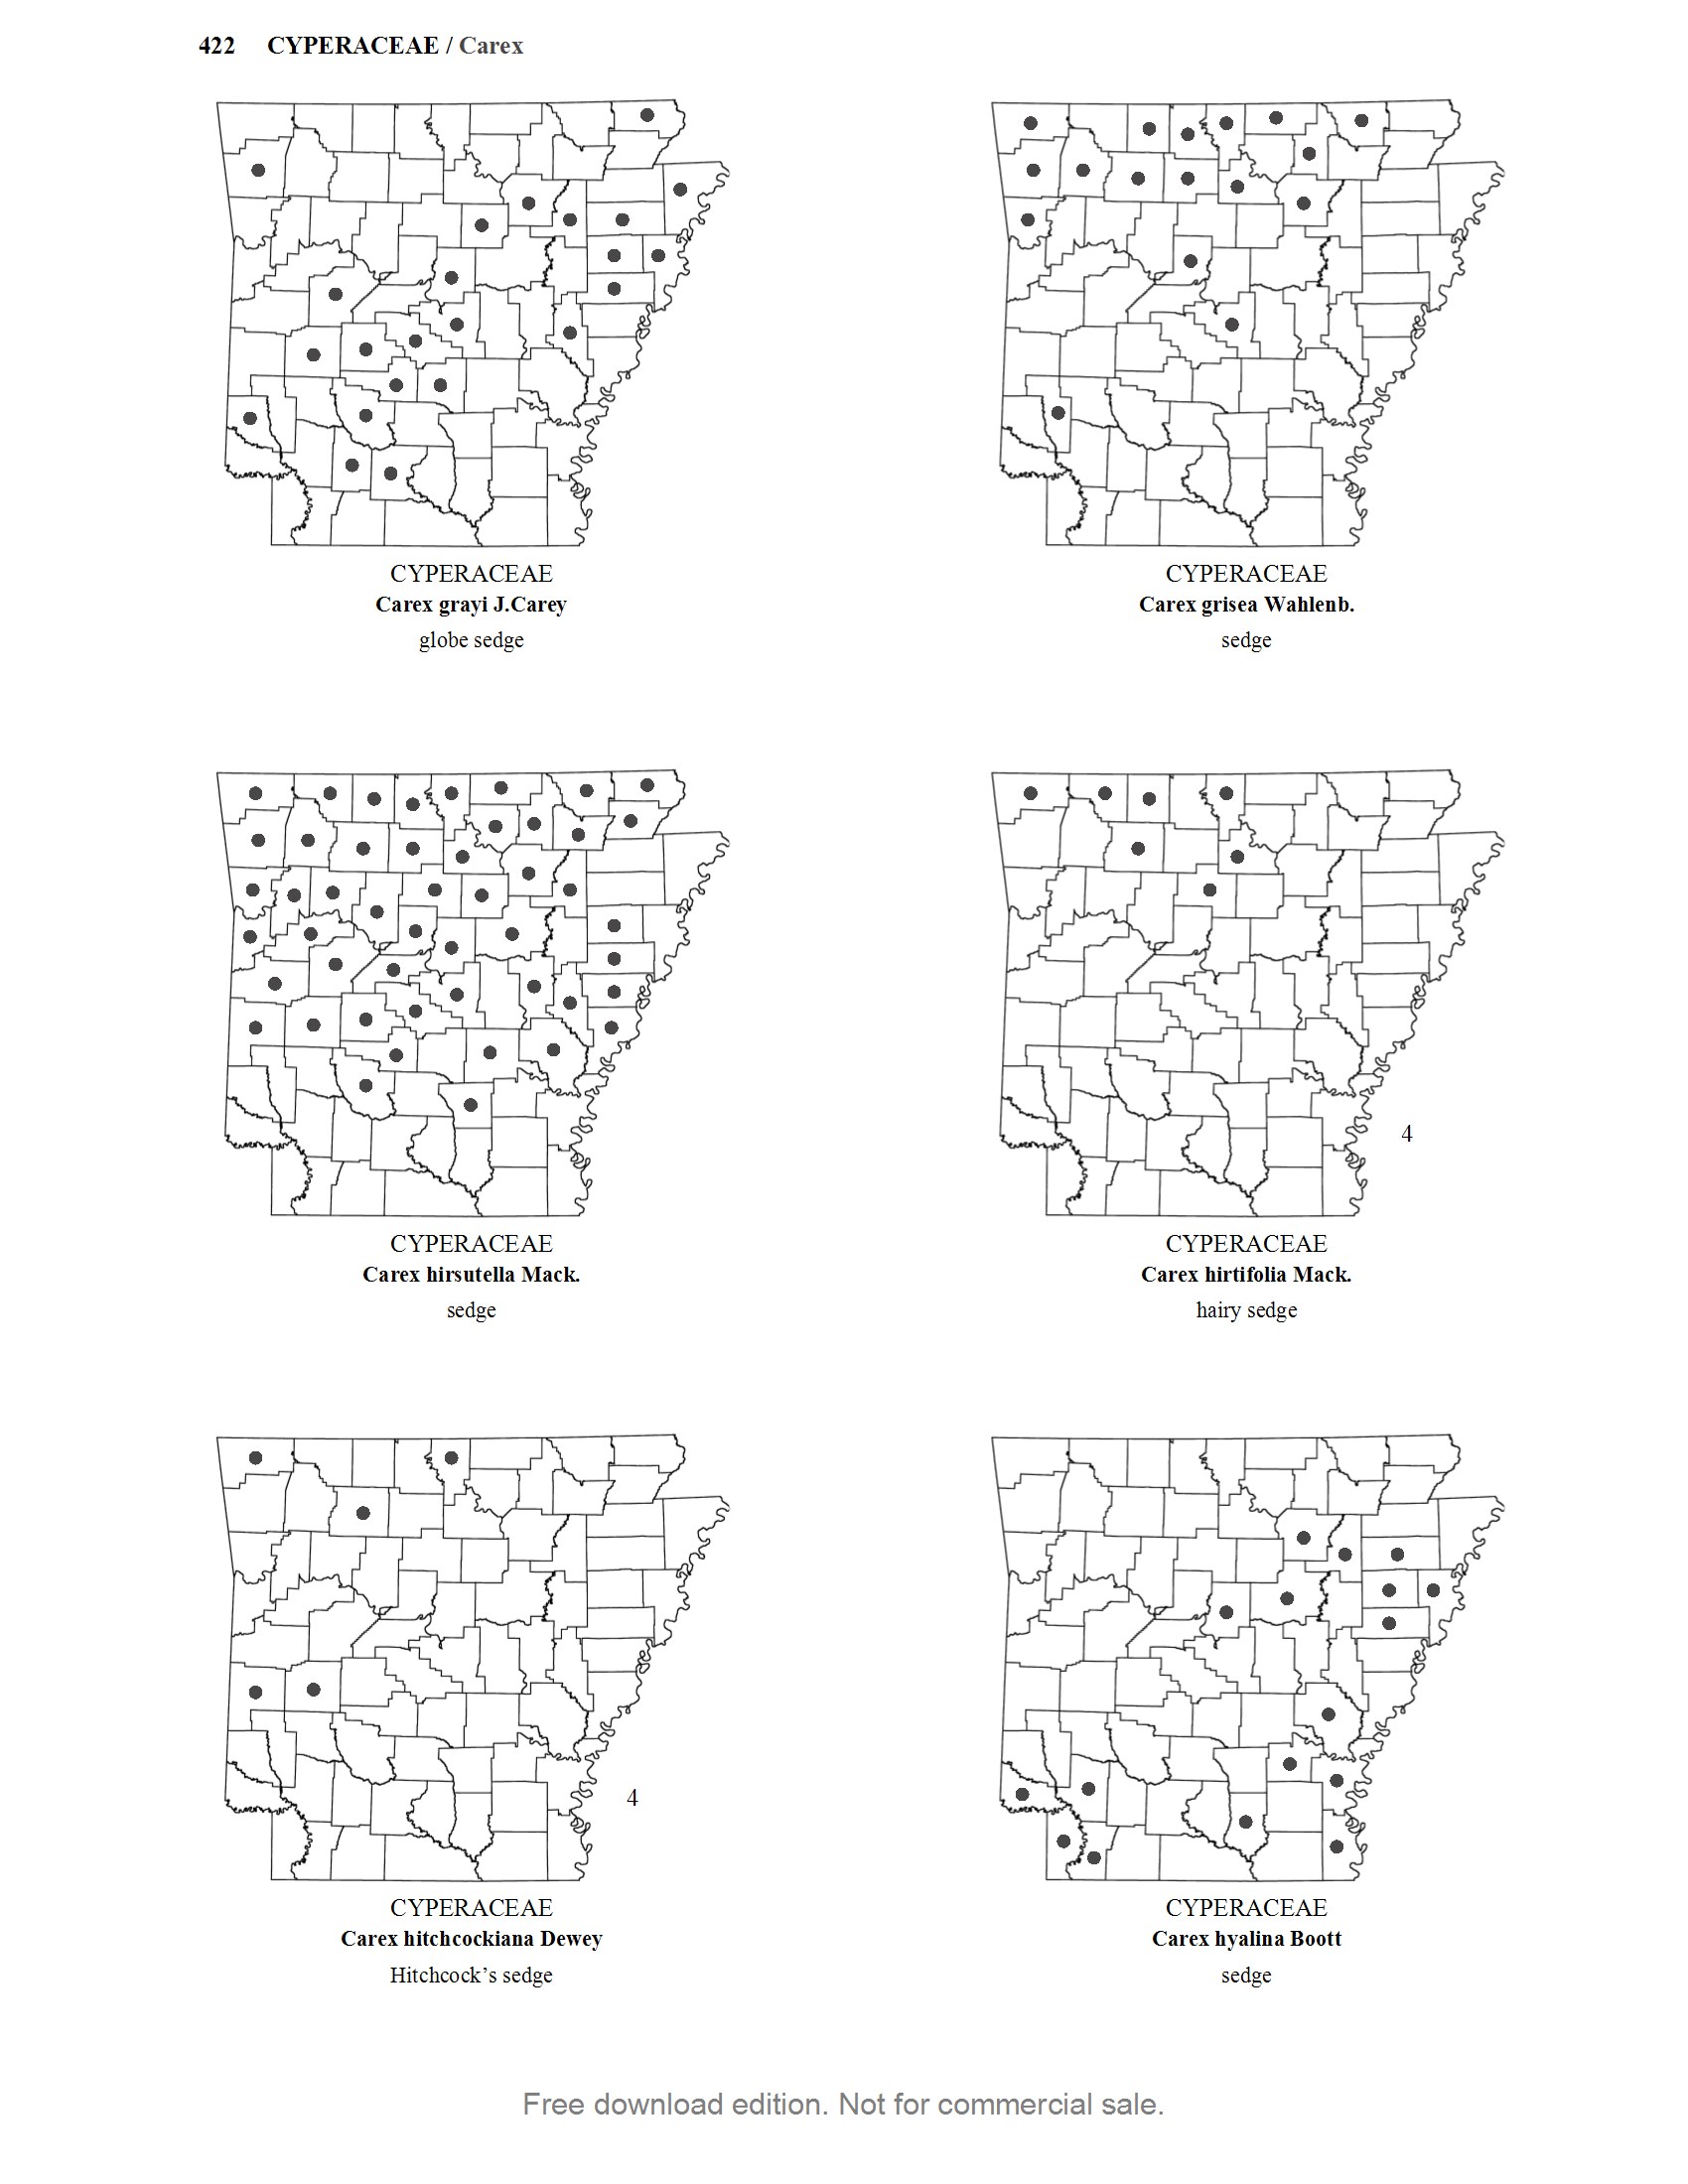 422 CYPERACEAE / Carex
CYPERACEAE
Carex grayi J.Carey
globe sedge
CYPERACEAE
Carex grisea Wahlenb.
sedge
CYPERACEAE
Carex hirsutella Mack.
sedge
4
CYPERACEAE
Carex hirtifolia Mack.
hairy sedge
4
CYPERACEAE
Carex hitchcockiana Dewey
Hitchcock’s sedge
CYPERACEAE
Carex hyalina Boott
sedge
Free download edition. Not for commercial sale.